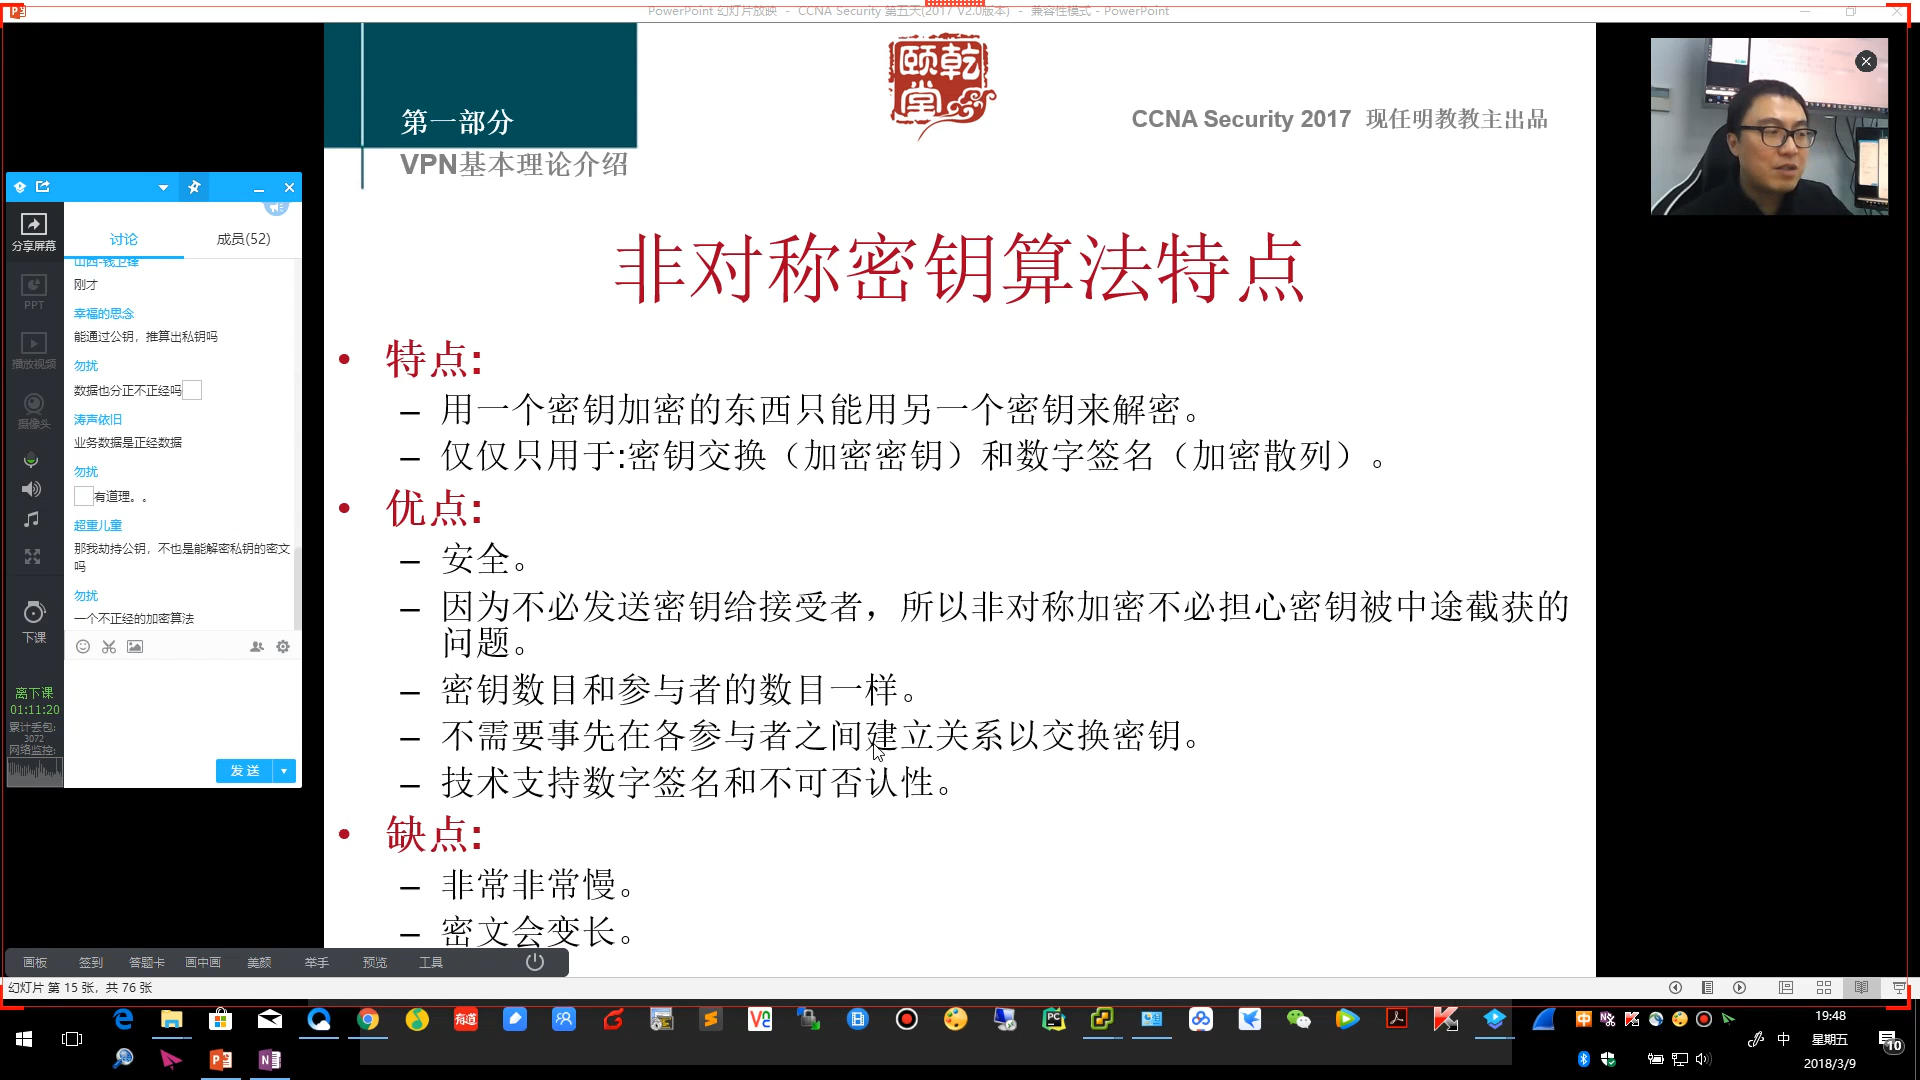 PowerPoint 幻灯片放映 - CCNA Security 第五天(2017 V2.0版本) - 兼容性模式 - PowerPoint
颐乾堂
第一部分
CCNA Security 2017 现任明教教主出品
VPN基本理论介绍
非对称密钥算法特点
• 特点:
– 用一个密钥加密的东西只能用另一个密钥来解密。
– 仅仅只用于:密钥交换（加密密钥）和数字签名（加密散列）。
• 优点:
– 安全。
– 因为不必发送密钥给接受者，所以非对称加密不必担心密钥被中途截获的
问题。
– 密钥数目和参与者的数目一样。
– 不需要事先在各参与者之间建立关系以交换密钥。
– 技术支持数字签名和不可否认性。
• 缺点:
– 非常非常慢。
– 密文会变长。
分享屏幕
PPT
播放视频
摄像头
下课
离下课
01:11:20
累计丢包:
3072
网络监控:
讨论
成员(52)
山西-钱卫锋
刚才
幸福的思念
能通过公钥，推算出私钥吗
勿扰
数据也分正不正经吗
涛声依旧
业务数据是正经数据
勿扰
有道理。。
超重儿童
那我劫持公钥，不也是能解密私钥的密文
吗
勿扰
一个不正经的加密算法
发 送
画板 签到 答题卡 画中画 美颜 举手 预览 工具
幻灯片 第 15 张，共 76 张
有道
中
19:48
星期五
2018/3/9
10